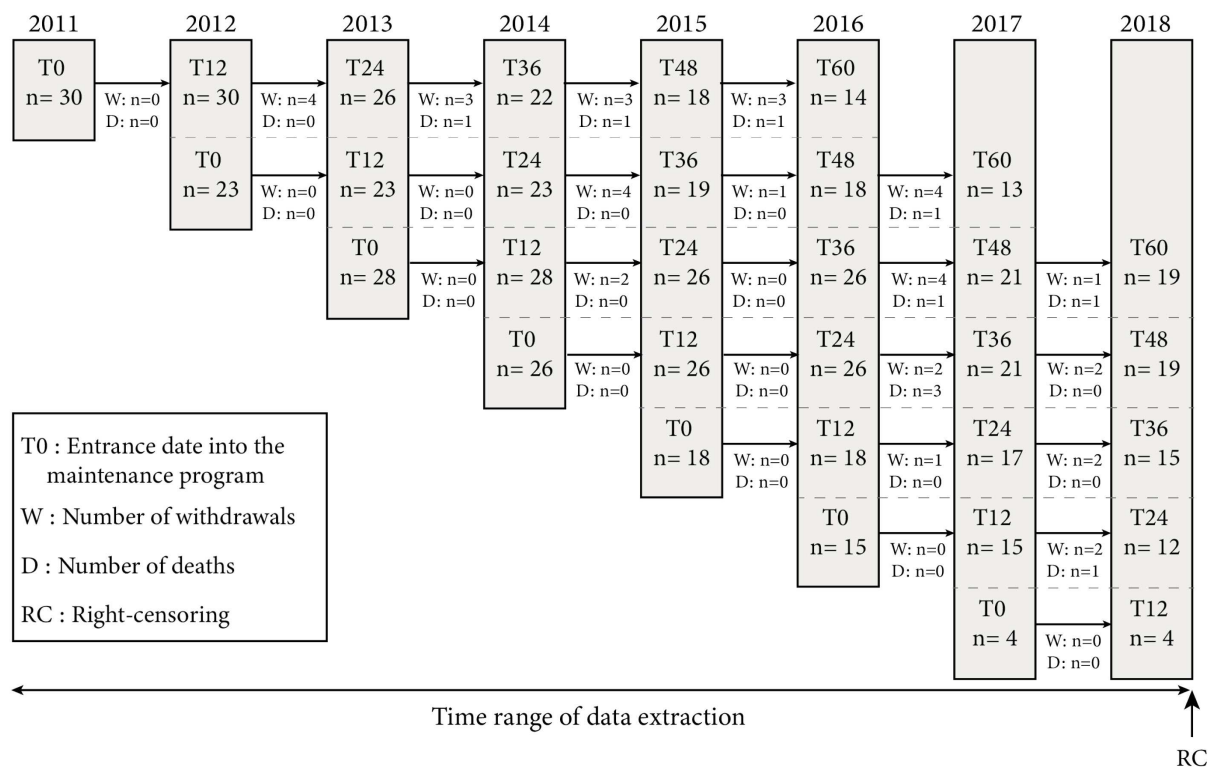 2011 2012 2013 2014 2015 2016 2017 2018
T0 T12 T24 T36 T48 T60
n= 30 n= 30 n= 26 n= 22 n= 18 n= 14
W: n=0 W: n=4 W: n=3 W: n=3 W: n=3
D: n=0 D: n=0 D: n=1 D: n=1 D: n=1
T0 T12 T24 T36 T48 T60
n= 23 n= 23 n= 23 n= 19 n= 18 n= 13
W: n=0 W: n=0 W: n=4 W: n=1 W: n=4
D: n=0 D: n=0 D: n=0 D: n=0 D: n=1
T0 T12 T24 T36 T48 T60
n= 28 n= 28 n= 26 n= 26 n= 21 n= 19
W: n=0 W: n=2 W: n=0 W: n=4 W: n=1
D: n=0 D: n=0 D: n=0 D: n=1 D: n=1
T0 T12 T24 T36 T48
n= 26 n= 26 n= 26 n= 21 n= 19
W: n=0 W: n=0 W: n=2 W: n=2
D: n=0 D: n=0 D: n=3 D: n=0
T0 T12 T24 T36
n= 18 n= 18 n= 17 n= 15
W: n=0 W: n=1 W: n=2
D: n=0 D: n=0 D: n=0
T0 T12 T24
n= 15 n= 15 n= 12
W: n=0 W: n=2
D: n=0 D: n=1
T0 T12
n= 4 n= 4
W: n=0
D: n=0
T0 : Entrance date into the
maintenance program
W : Number of withdrawals
D : Number of deaths
RC : Right-censoring
Time range of data extraction
RC